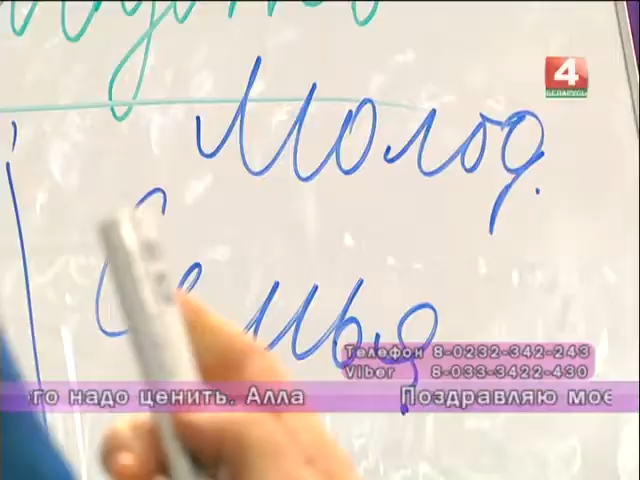 4
БЕЛАРУСЬ
Молод.
Семья
Телефон 8-0232-342-243
Vibor 8-033-3422-430
го надо ценить. Алла Поздравляю мое